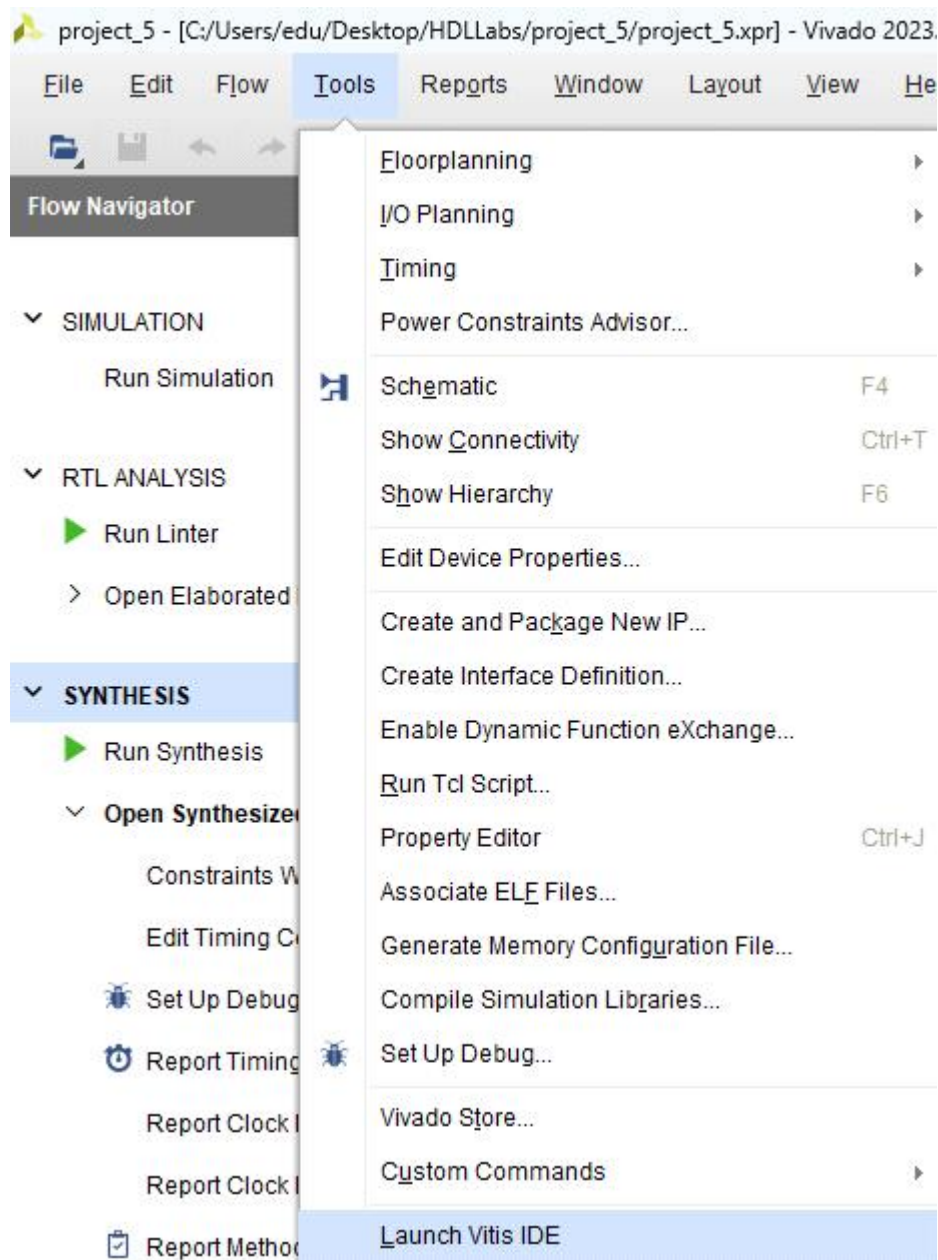 project_5 - [C:/Users/edu/Desktop/HDLLabs/project_5/project_5.xpr] - Vivado 2023.
File Edit Flow Tools Reports Window Layout View He
Flow Navigator
SIMULATION
Run Simulation
RTL ANALYSIS
Run Linter
Open Elaborated
SYNTHESIS
Run Synthesis
Open Synthesize
Constraints W
Edit Timing C
Set Up Debug
Report Timing
Report Clock
Report Clock
Report Method
Floorplanning
I/O Planning
Timing
Power Constraints Advisor...
Schematic F4
Show Connectivity Ctrl+T
Show Hierarchy F6
Edit Device Properties...
Create and Package New IP...
Create Interface Definition...
Enable Dynamic Function eXchange...
Run Tcl Script...
Property Editor Ctrl+J
Associate ELF Files...
Generate Memory Configuration File...
Compile Simulation Libraries...
Set Up Debug...
Vivado Store...
Custom Commands
Launch Vitis IDE